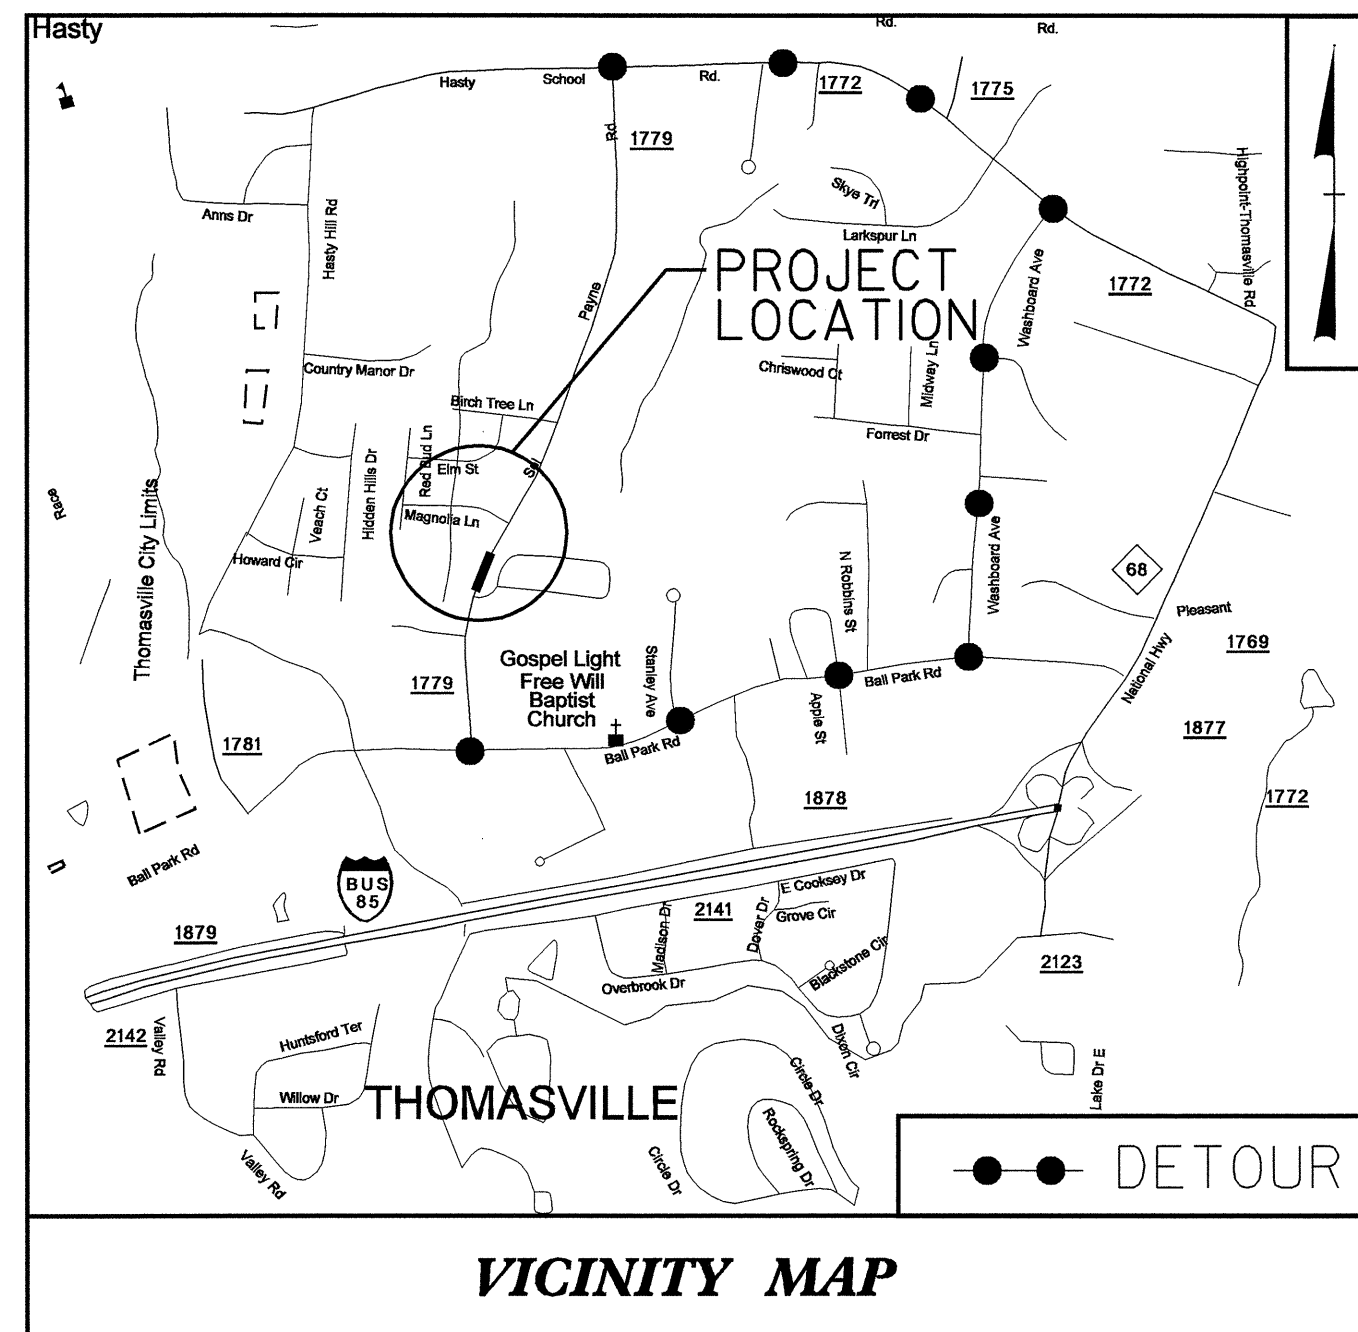 Hasty
Rd.
Rd.
Hasty
School
Rd.
1772
1775
Rd
1779
Highpoint-Thomasville Rd
Skye Trl
Anns Dr
Hasty Hill Rd
Larkspur Ln
Washboard Ave
PROJECT
LOCATION
1772
Payne
Country Manor Dr
Chriswood Ct
Midway Ln
Birch Tree Ln
Forrest Dr
Red Bud Ln
Elm St
Sol
Hidden Hills Dr
Veach Ct
Race
Magnolia Ln
Thomasville City Limits
Howard Cir
N Robbins St
Washboard Ave
68
Pleasant
1769
National Hwy
Gospel Light
Free Will
Baptist
Church
Stanley Ave
1779
Ball Park Rd
Apple St
1877
1781
Ball Park Rd
1878
1772
Ball Park Rd
BUS
85
E Cooksey Dr
2141
Grove Cir
Madison Dr
Dover Dr
1879
Blackstone Cir
2123
Overbrook Dr
2142
Valley Rd
Huntsford Ter
Dixon Cir
Lake Dr E
Willow Dr
THOMASVILLE
Circle Dr
Rockspring Dr
Valley Rd
Circle Dr
DETOUR
VICINITY MAP